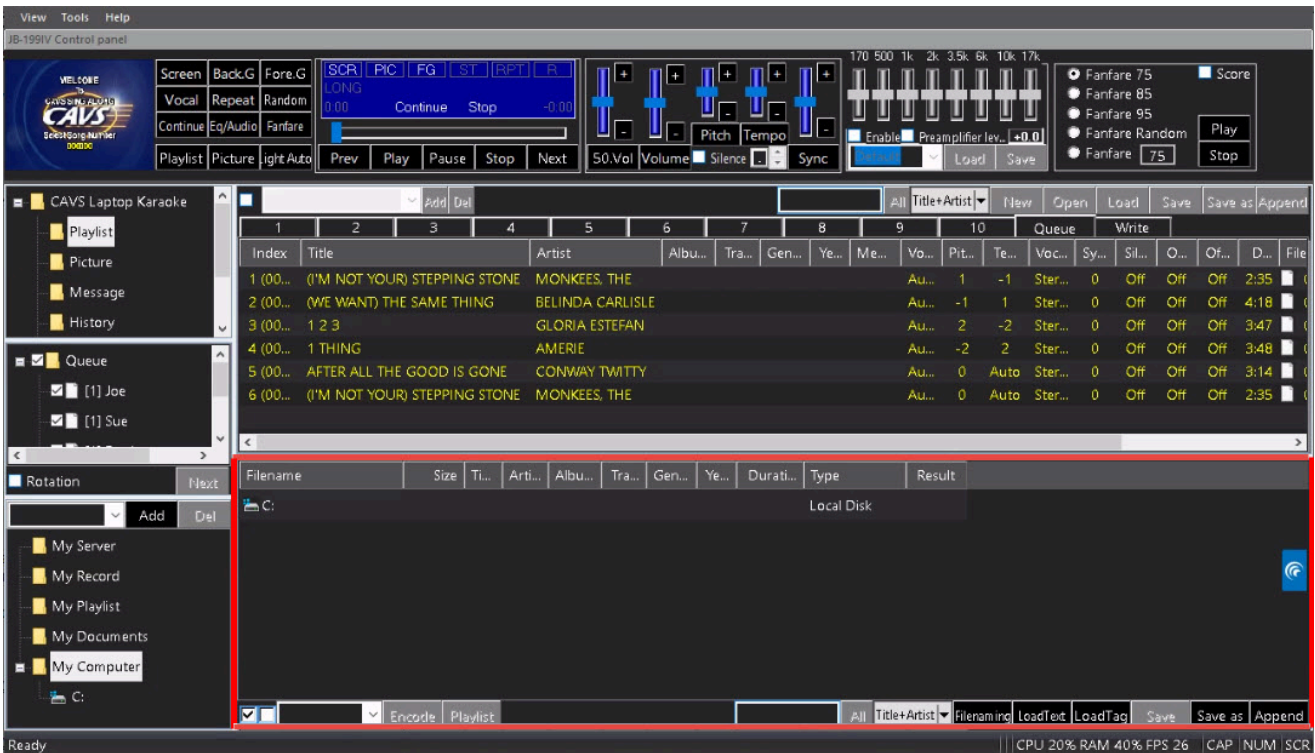 View Tools Help
JB-199IV Control panel
WELCOME
To
CAVS SING ALONG
CAVS
Select Song Number
000000
Screen Back.G Fore.G
Vocal Repeat Random
Continue Eq/Audio Fanfare
Playlist Picture Light Auto
SCR PIC FG ST RPT R
LONG
0:00 Continue Stop -0:00
Prev Play Pause Stop Next
+ + + + +
- - - - -
Pitch Tempo
50.Vol Volume Silence . Sync
170 500 1k 2k 3.5k 6k 10k 17k
Enable Preamplifier lev... +0.0
Load Save
Fanfare 75
Fanfare 85
Fanfare 95
Fanfare Random
Fanfare 75
Score
Play
Stop
CAVS Laptop Karaoke
Playlist
Picture
Message
History
Queue
[1] Joe
[1] Sue
Rotation Next
Add Del
My Server
My Record
My Playlist
My Documents
My Computer
C:
Add Del All Title+Artist New Open Load Save Save as Append
1 2 3 4 5 6 7 8 9 10 Queue Write
Index Title Artist Albu... Tra... Gen... Ye... Me... Vo... Pit... Te... Voc... Sy... Sil... O... Of... D... File
1 (00... (I'M NOT YOUR) STEPPING STONE MONKEES, THE Au... 1 -1 Ster... 0 Off Off Off 2:35
2 (00... (WE WANT) THE SAME THING BELINDA CARLISLE Au... -1 1 Ster... 0 Off Off Off 4:18
3 (00... 1 2 3 GLORIA ESTEFAN Au... 2 -2 Ster... 0 Off Off Off 3:47
4 (00... 1 THING AMERIE Au... -2 2 Ster... 0 Off Off Off 3:48
5 (00... AFTER ALL THE GOOD IS GONE CONWAY TWITTY Au... 0 Auto Ster... 0 Off Off Off 3:14
6 (00... (I'M NOT YOUR) STEPPING STONE MONKEES, THE Au... 0 Auto Ster... 0 Off Off Off 2:35
Filename Size Ti... Arti... Albu... Tra... Gen... Ye... Durati... Type Result
C: Local Disk
Encode Playlist All Title+Artist Filenaming LoadText LoadTag Save Save as Append
Ready CPU 20% RAM 40% FPS 26 CAP NUM SCR